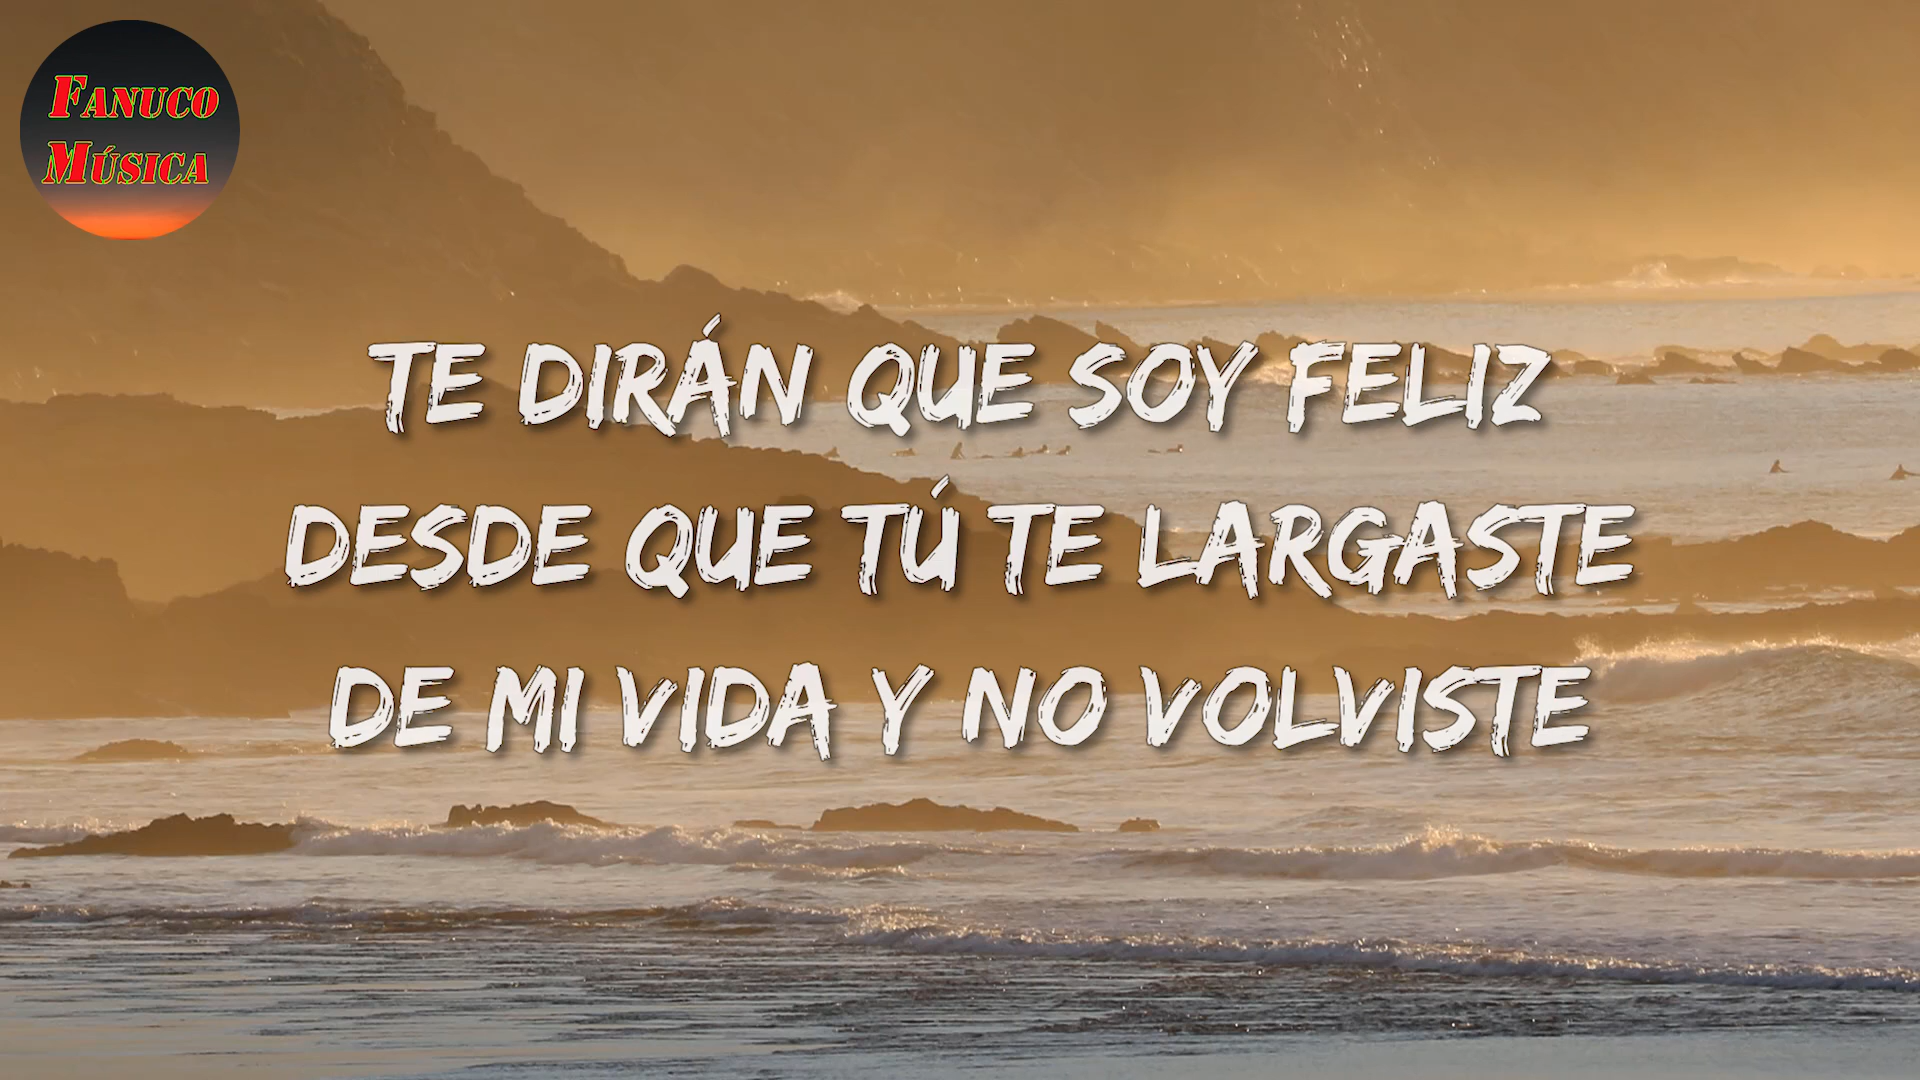 FANUCO
MÚSICA
TE DIRÁN QUE SOY FELIZ
DESDE QUE TÚ TE LARGASTE
DE MI VIDA Y NO VOLVISTE